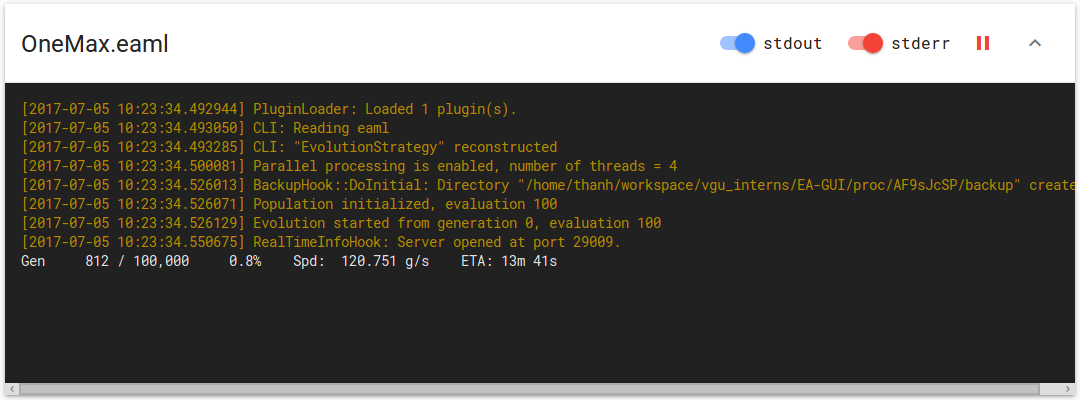 OneMax.eaml
stdout stderr
[2017-07-05 10:23:34.492944] PluginLoader: Loaded 1 plugin(s).
[2017-07-05 10:23:34.493050] CLI: Reading eaml
[2017-07-05 10:23:34.493285] CLI: "EvolutionStrategy" reconstructed
[2017-07-05 10:23:34.500081] Parallel processing is enabled, number of threads = 4
[2017-07-05 10:23:34.526013] BackupHook::DoInitial: Directory "/home/thanh/workspace/vgu_interns/EA-GUI/proc/AF9sJcSP/backup" create
[2017-07-05 10:23:34.526071] Population initialized, evaluation 100
[2017-07-05 10:23:34.526129] Evolution started from generation 0, evaluation 100
[2017-07-05 10:23:34.550675] RealTimeInfoHook: Server opened at port 29009.
Gen     812 / 100,000     0.8%    Spd:  120.751 g/s    ETA: 13m 41s